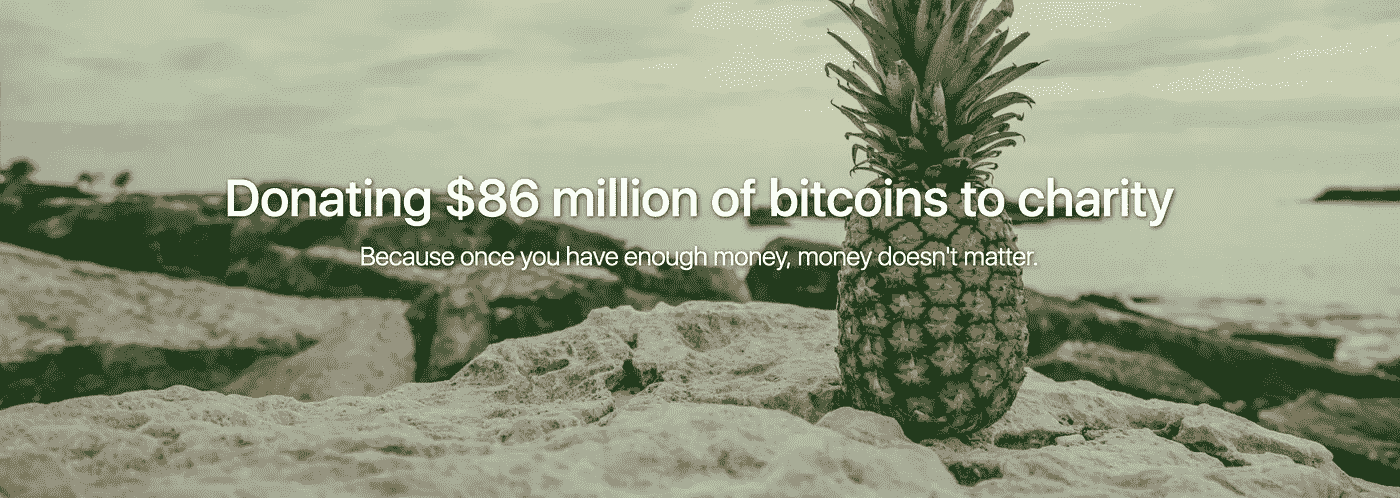 Donating $86 million of bitcoins to charity
Because once you have enough money, money doesn't matter.